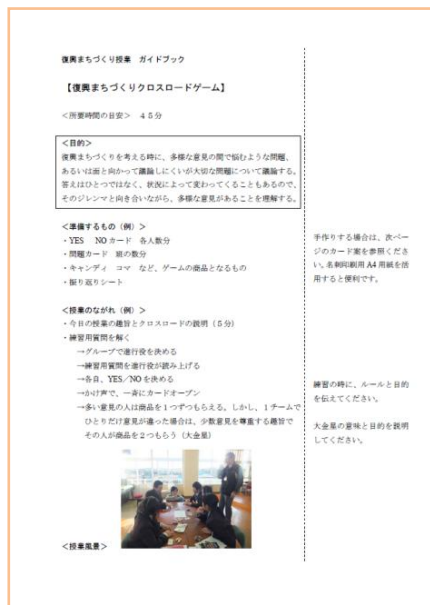 復興まちづくり授業 ガイドブック
【復興まちづくりクロスロードゲーム】
＜所要時間の目安＞ ４５分
＜目的＞
復興まちづくりを考える時に、多様な意見の間で悩むような問題、
あるいは面と向かって議論しにくいが大切な問題について議論する。
答えはひとつではなく、状況によって変わってくることもあるので、
そのジレンマと向き合いながら、多様な意見があることを理解する。
＜準備するもの（例）＞
・YES NO カード 各人数分
・問題カード 班の数分
・キャンディ コマ など、ゲームの商品となるもの
・振り返りシート
手作りする場合は、次ペー
ジのカード案を参照くださ
い。名刺印刷用 A4 用紙を活
用すると便利です。
＜授業のながれ（例）＞
・今日の授業の趣旨とクロスロードの説明（５分）
・練習用質問を解く
→グループで進行役を決める
→練習用質問を進行役が読み上げる
→各自、YES／NO を決める
→かけ声で、一斉にカードオープン
→多い意見の人は商品を１つずつもらえる。しかし、１チームで
ひとりだけ意見が違った場合は、少数意見を尊重する趣旨で
その人が商品を２つもらう（大金星）
練習の時に、ルールと目的
を伝えてください。
大金星の意味と目的を説明
してください。
＜授業風景＞